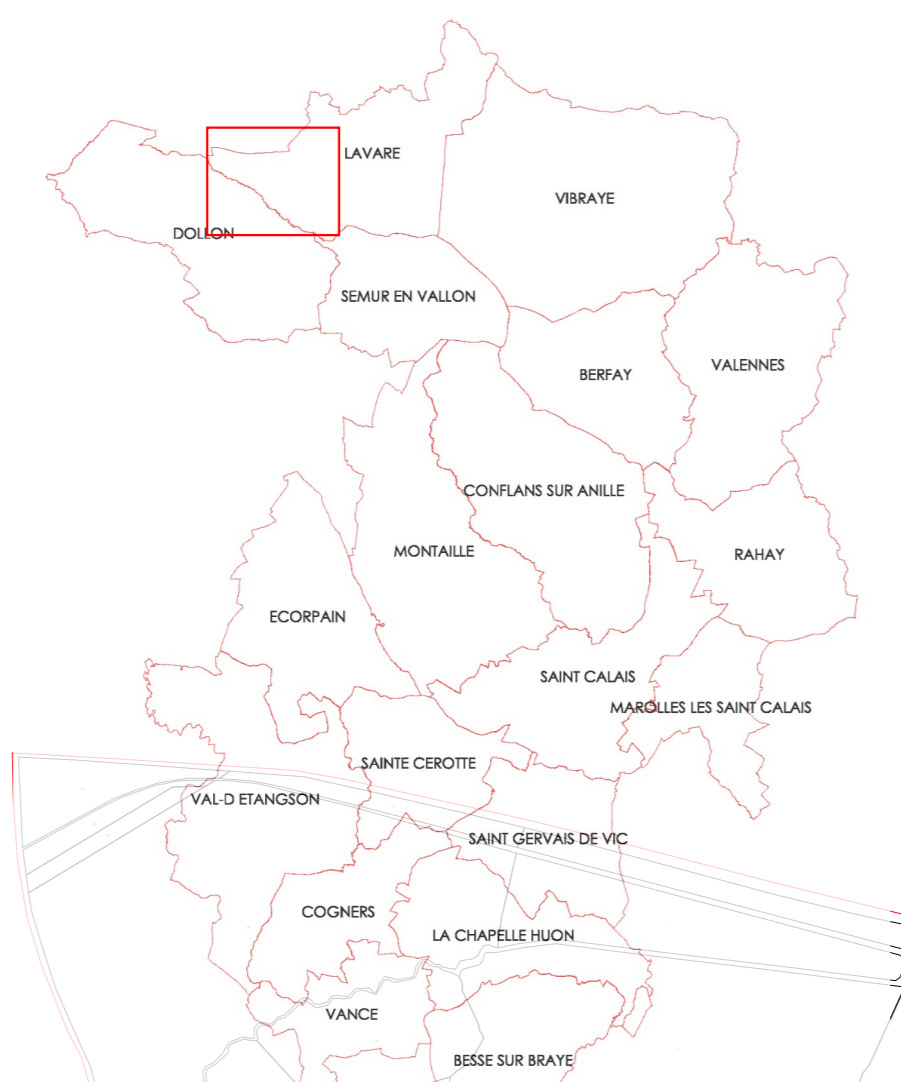 LAVARE
VIBRAYE
DOLLON
SEMUR EN VALLON
VALENNES
BERFAY
CONFLANS SUR ANILLE
MONTAILLE
RAHAY
ECORPAIN
SAINT CALAIS
MAROLLES LES SAINT CALAIS
SAINTE CEROTTE
VAL-D ETANGSON
SAINT GERVAIS DE VIC
COGNERS
LA CHAPELLE HUON
VANCE
BESSE SUR BRAYE